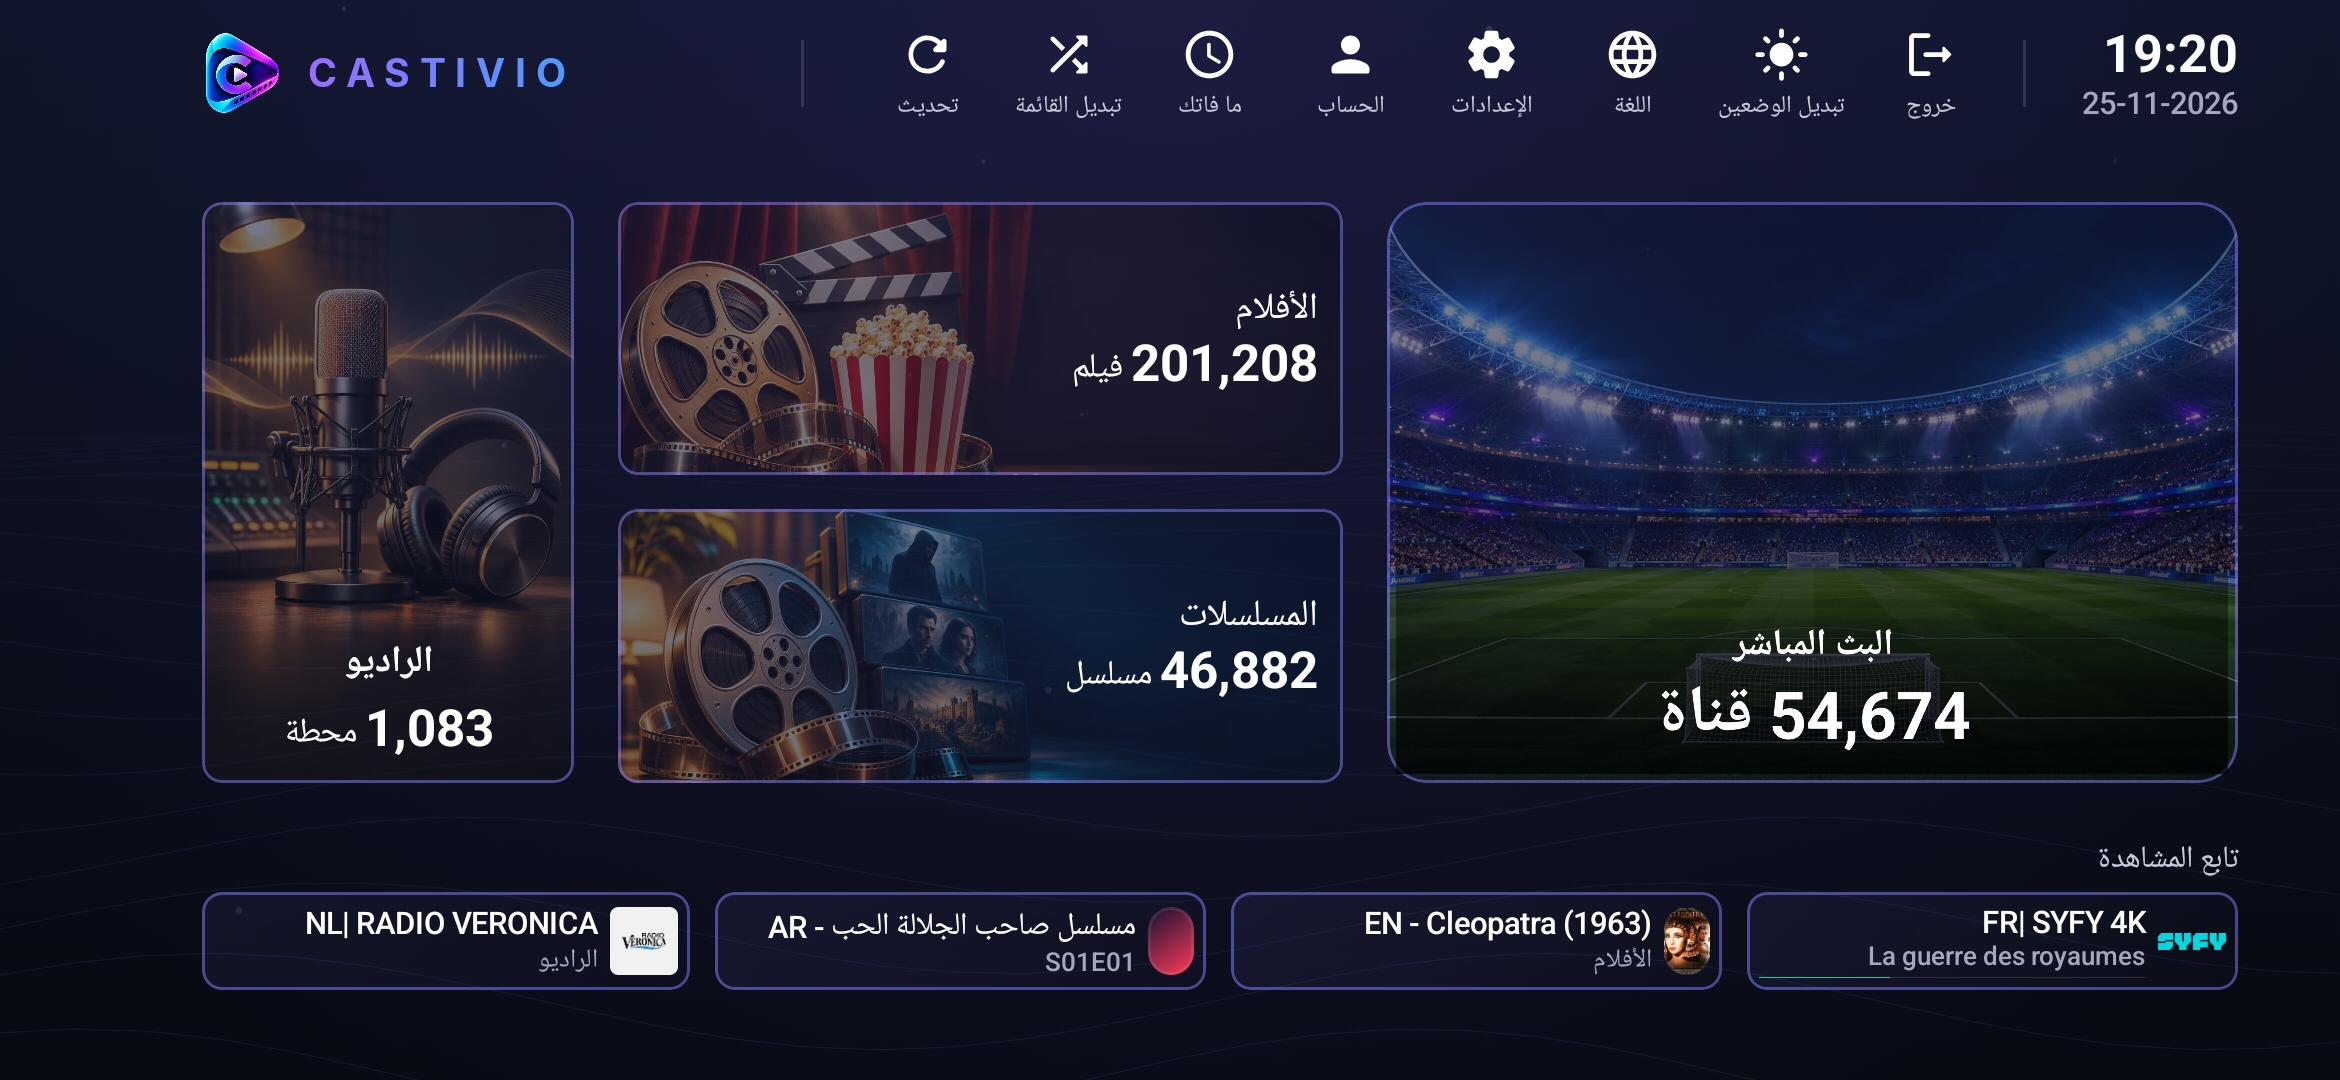 CASTIVIO
19:20
25-11-2026
خروج
تبديل الوضعين
اللغة
الإعدادات
الحساب
ما فاتك
تبديل القائمة
تحديث
البث المباشر
54,674 قناة
الأفلام
201,208 فيلم
المسلسلات
46,882 مسلسل
الراديو
1,083 محطة
تابع المشاهدة
FR| SYFY 4K
La guerre des royaumes
SYFY
EN - Cleopatra (1963)
الأفلام
AR - مسلسل صاحب الجلالة الحب
S01E01
NL| RADIO VERONICA
الراديو
RADIO
VERONICA